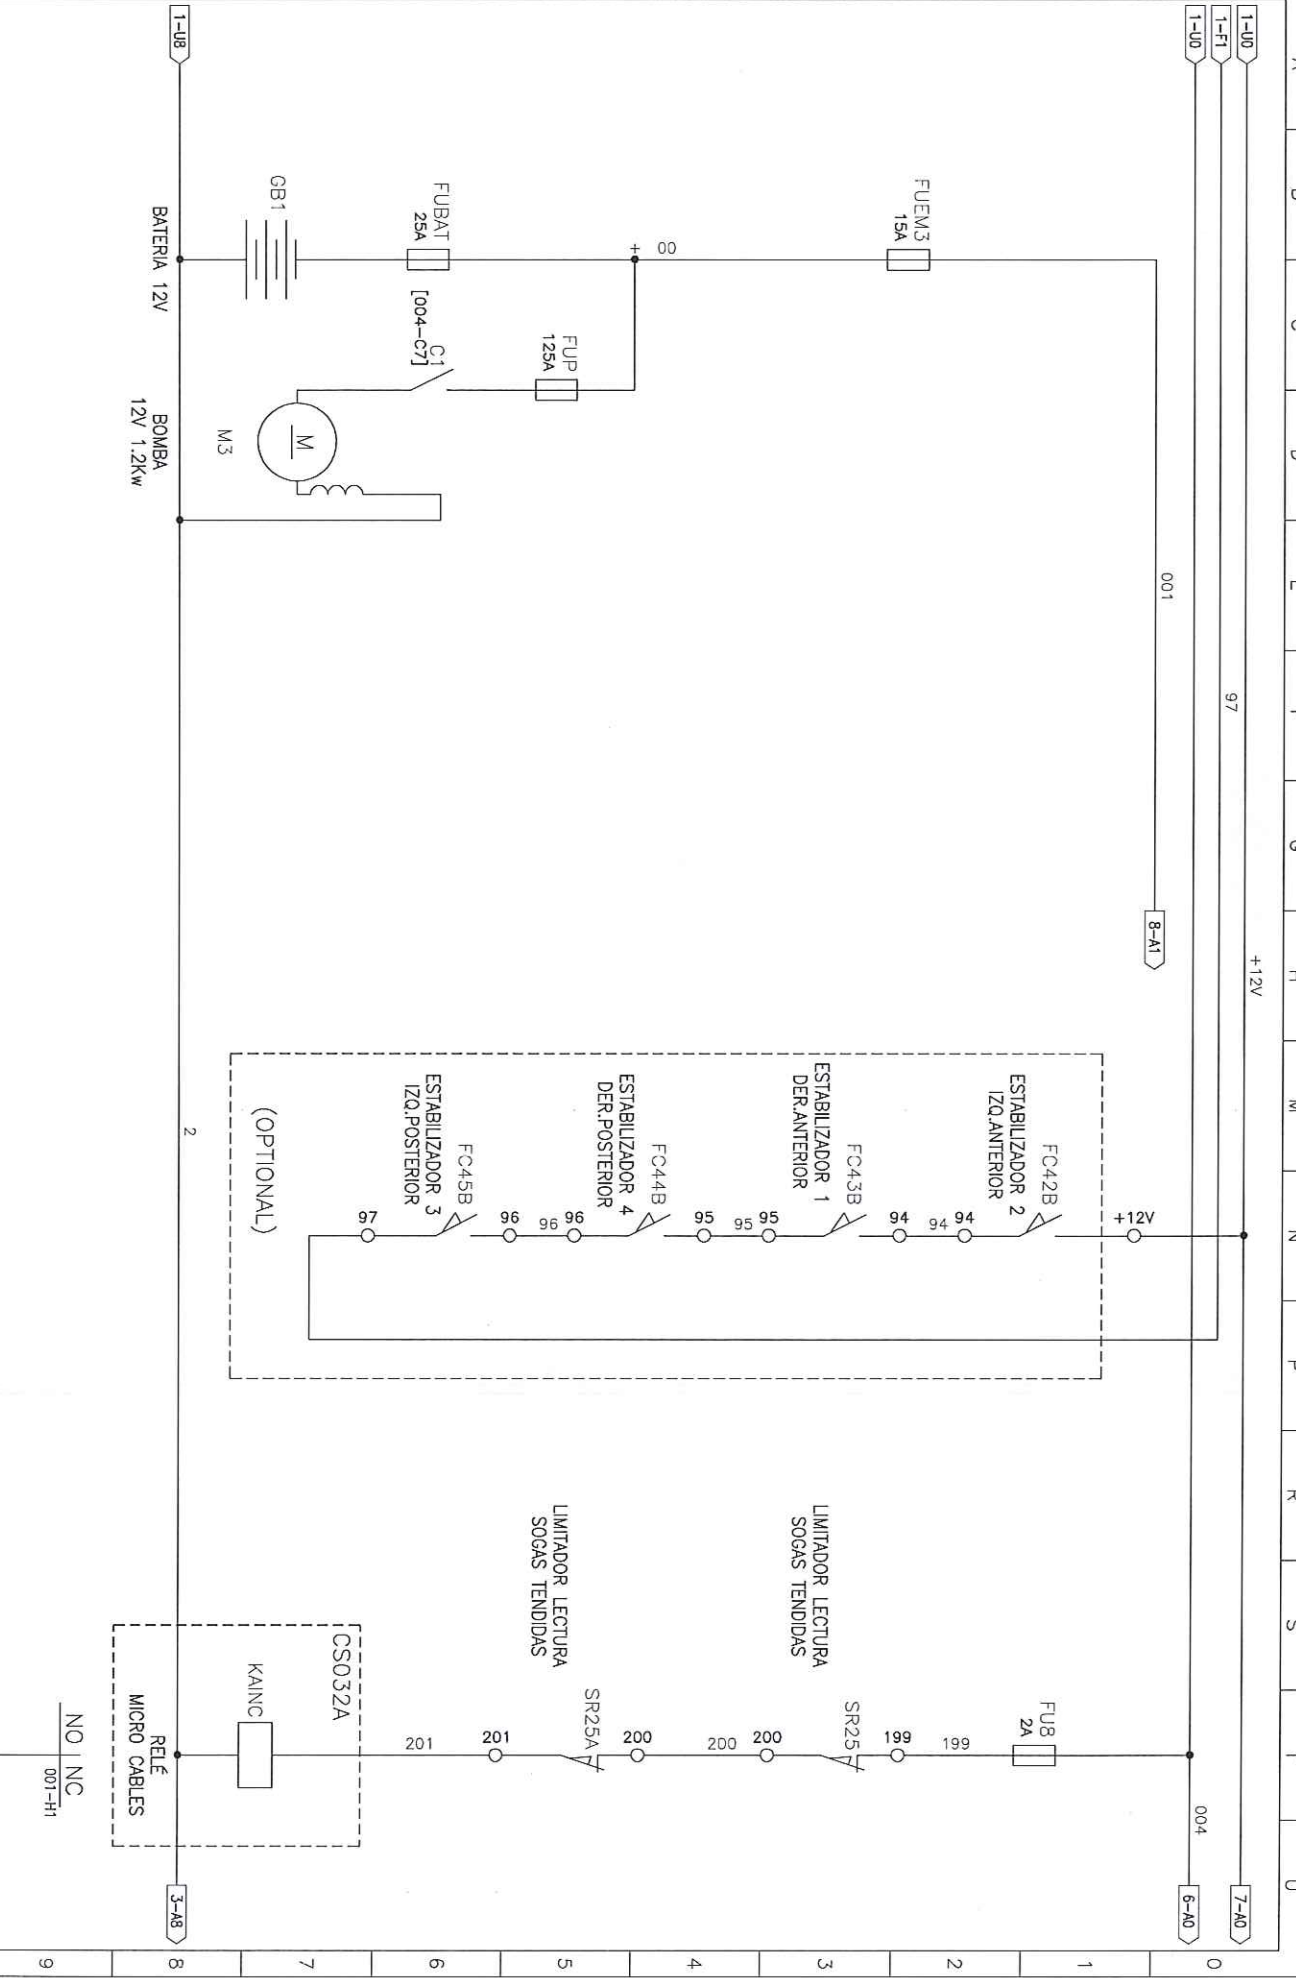 1-U0
1-F1
1-U0
1-U8
+12V
97
001
8-A1
FUEM3
15A
00
+
FUBAT
25A
FUP
125A
C1
[004-C7]
GB1
BATERIA 12V
M
M3
BOMBA
12V 1.2Kw
2
+12V
FC42B
ESTABILIZADOR 2
IZQ.ANTERIOR
94
94
94
FC43B
ESTABILIZADOR 1
DER.ANTERIOR
95
95
95
FC44B
ESTABILIZADOR 4
DER.POSTERIOR
96
96
96
FC45B
ESTABILIZADOR 3
IZQ.POSTERIOR
97
(OPTIONAL)
004
FU8
2A
199
199
SR25
LIMITADOR LECTURA
SOGAS TENDIDAS
200
200
200
SR25A
LIMITADOR LECTURA
SOGAS TENDIDAS
201
201
CS032A
KAINC
RELÉ
MICRO CABLES
NO NC
001-H1
7-A0
6-A0
3-A8
0
1
2
3
4
5
6
7
8
9
M
N
P
R
S
U